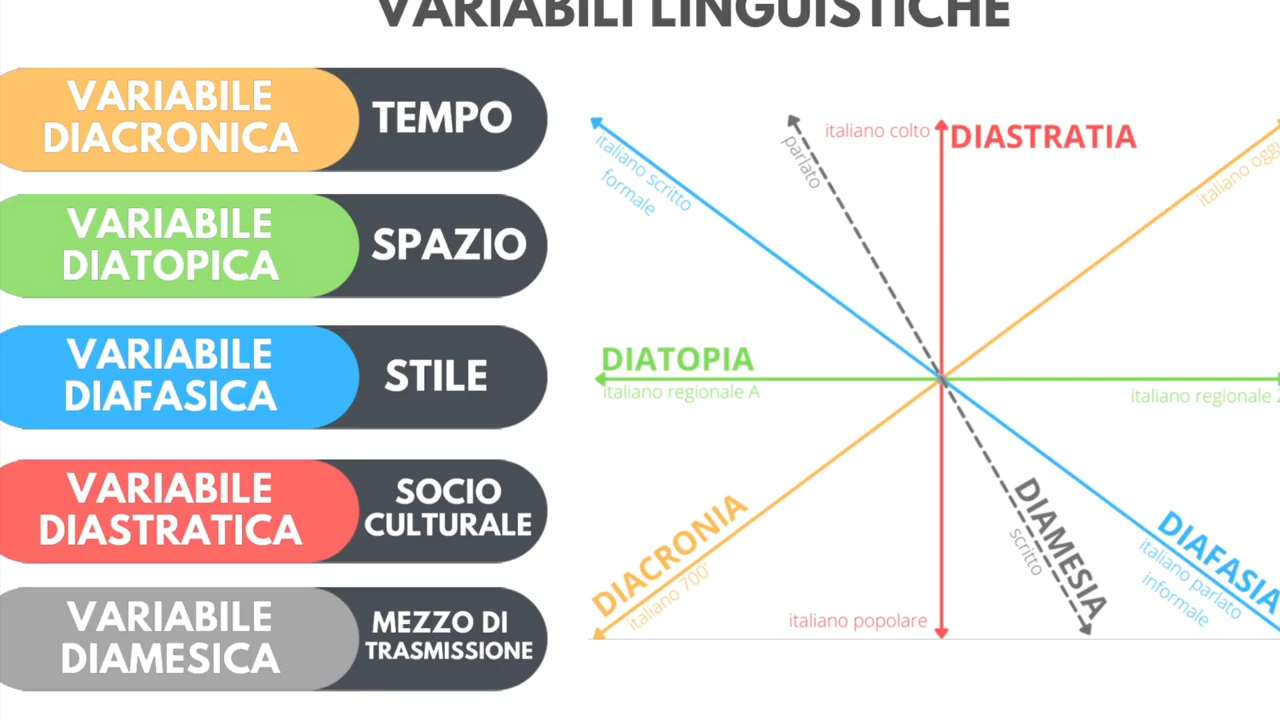 VARIABILI LINGUISTICHE
VARIABILE
DIACRONICA
TEMPO
VARIABILE
DIATOPICA
SPAZIO
VARIABILE
DIAFASICA
STILE
VARIABILE
DIASTRATICA
SOCIO
CULTURALE
VARIABILE
DIAMESICA
MEZZO DI
TRASMISSIONE
italiano scritto
formale
parlato
italiano colto
DIASTRATIA
italiano oggi
DIATOPIA
italiano regionale A
italiano regionale Z
DIACRONIA
italiano 700'
italiano popolare
DIAMESIA
scritto
DIAFASIA
italiano parlato
informale